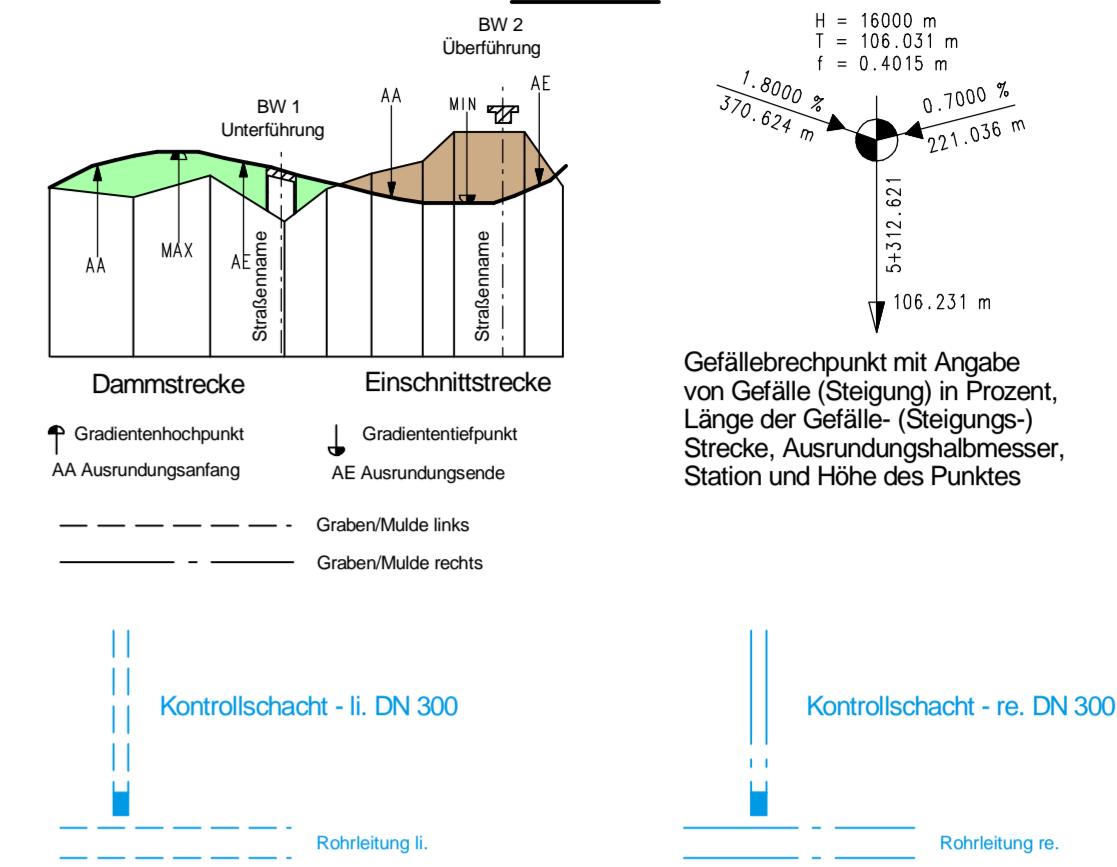 BW 2
Überführung
BW 1
Unterführung
AA
MIN
AE
AA
MAX
AE
Straßenname
Straßenname
Dammstrecke
Einschnittstrecke
H = 16000 m
T = 106.031 m
f = 0.4015 m
1.8000 %
370.624 m
0.7000 %
221.036 m
5+312.621
106.231 m
Gefällebrechpunkt mit Angabe
von Gefälle (Steigung) in Prozent,
Länge der Gefälle- (Steigungs-)
Strecke, Ausrundungshalbmesser,
Station und Höhe des Punktes
Gradientenhochpunkt
Gradiententiefpunkt
AA Ausrundungsanfang
AE Ausrundungsende
Graben/Mulde links
Graben/Mulde rechts
Kontrollschacht - li. DN 300
Kontrollschacht - re. DN 300
Rohrleitung li.
Rohrleitung re.